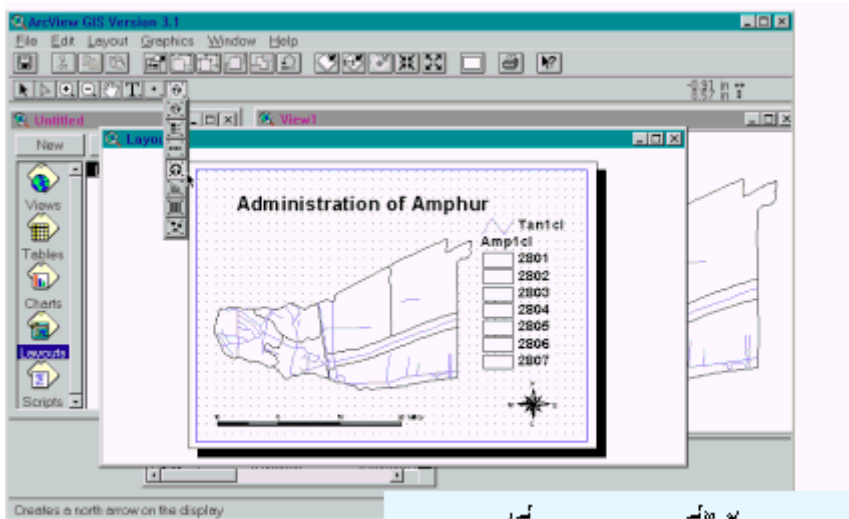 ArcView GIS Version 3.1
File Edit Layout Graphics Window Help
Untitled
View1
New
Views
Tables
Charts
Layouts
Scripts
Administration of Amphur
Tan1cl
Amp1cl
2801
2802
2803
2804
2805
2806
2807
Creates a north arrow on the display